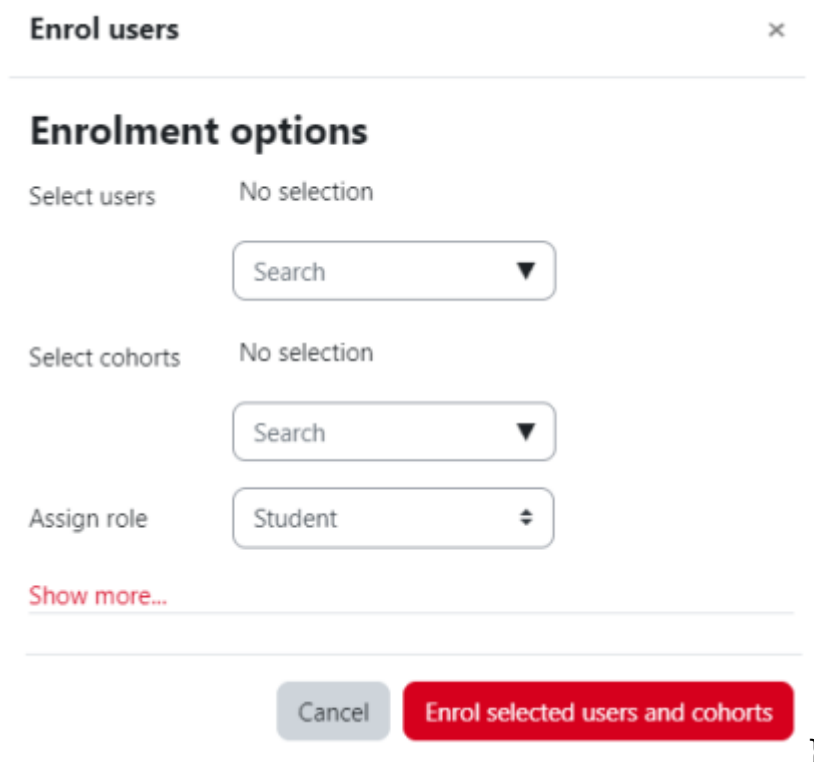 Enrol users ×
Enrolment options
Select users No selection
Search ▼
Select cohorts No selection
Search ▼
Assign role Student
Show more...
Cancel Enrol selected users and cohorts